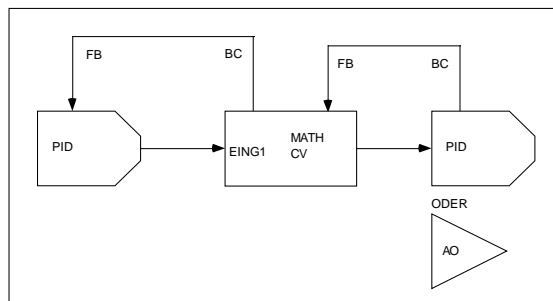 FB BC FB BC
PID EING1 MATH PID
CV
ODER
AO